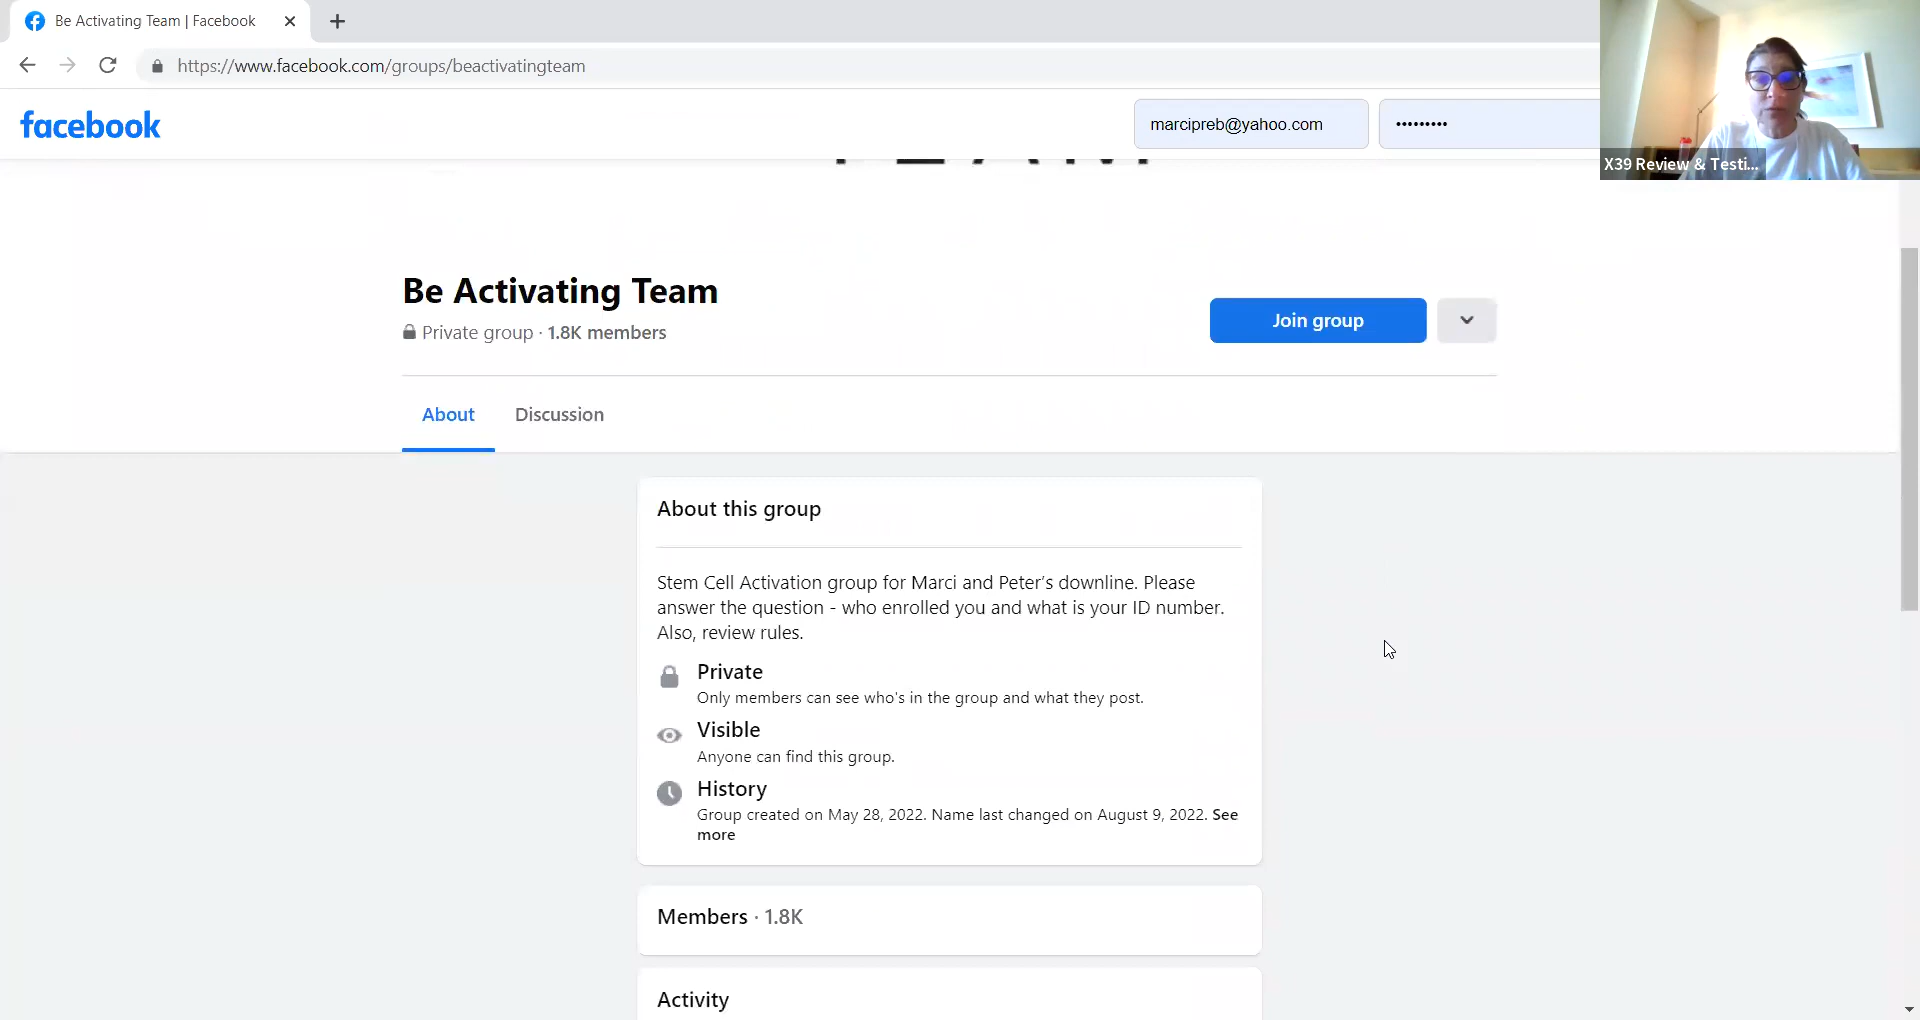 Be Activating Team | Facebook
https://www.facebook.com/groups/beactivatingteam
facebook
marcipreb@yahoo.com
•••••••••
X39 Review & Testi...
Be Activating Team
Private group · 1.8K members
Join group
About
Discussion
About this group
Stem Cell Activation group for Marci and Peter's downline. Please
answer the question - who enrolled you and what is your ID number.
Also, review rules.
Private
Only members can see who's in the group and what they post.
Visible
Anyone can find this group.
History
Group created on May 28, 2022. Name last changed on August 9, 2022. See
more
Members · 1.8K
Activity